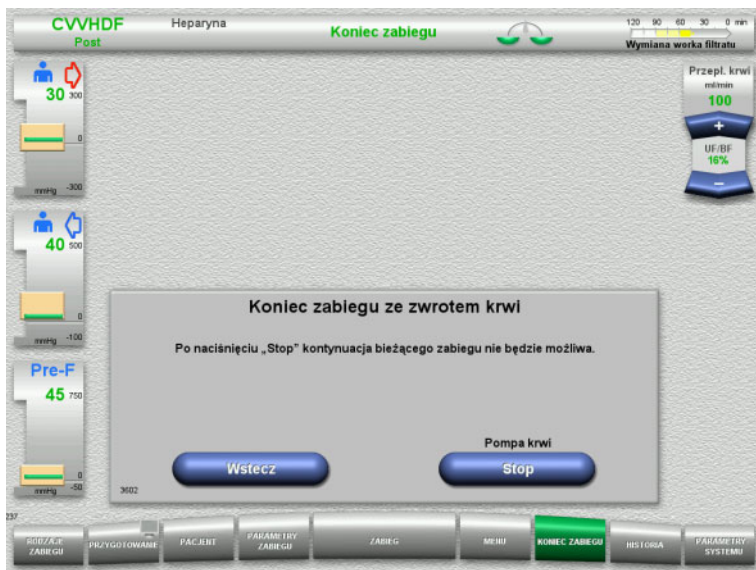 CVVHDF
Post
Heparyna
Koniec zabiegu
120 90 60 30 0 min
Wymiana worka filtratu
30 300
0
mmHg -300
40 500
0
mmHg -100
Pre-F
45 750
0
mmHg -50
Przepł. krwi
ml/min
100
+
UF/BF
16%
−
Koniec zabiegu ze zwrotem krwi
Po naciśnięciu „Stop” kontynuacja bieżącego zabiegu nie będzie możliwa.
Pompa krwi
Wstecz
Stop
3602
237
RODZAJE ZABIEGU
PRZYGOTOWANIE
PACJENT
PARAMETRY ZABIEGU
ZABIEG
MENU
KONIEC ZABIEGU
HISTORIA
PARAMETRY SYSTEMU